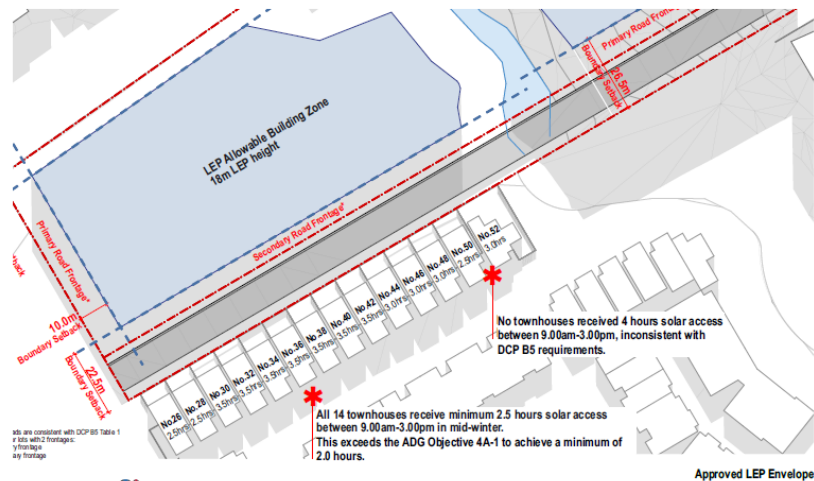 Primary Road Frontage
26.5m
Boundary Setback
LEP Allowable Building Zone
18m LEP height
Secondary Road Frontage*
Primary Road Frontage*
tback
10.0m
Boundary Setback
22.5m
Boundary Setback
No.26
2.5hrs
No.28
2.5hrs
No.30
3.5hrs
No.32
3.5hrs
No.34
3.5hrs
No.36
3.5hrs
No.38
3.5hrs
No.40
3.5hrs
No.42
3.5hrs
No.44
3.0hrs
No.46
3.0hrs
No.48
3.0hrs
No.50
2.5hrs
No.52
3.0hrs
No townhouses received 4 hours solar access
between 9.00am-3.00pm, inconsistent with
DCP B5 requirements.
All 14 townhouses receive minimum 2.5 hours solar access
between 9.00am-3.00pm in mid-winter.
This exceeds the ADG Objective 4A-1 to achieve a minimum of
2.0 hours.
ds are consistent with DCP B5 Table 1
r lots with 2 frontages:
ry frontage
ary frontage
Approved LEP Envelope